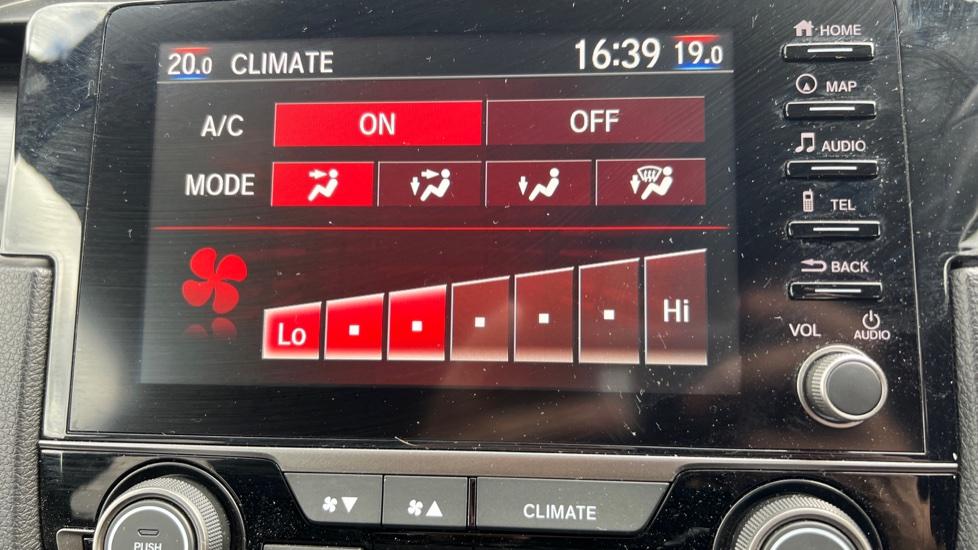 20.0 CLIMATE 16:39 19.0
A/C ON OFF
MODE
Lo Hi
HOME
MAP
AUDIO
TEL
BACK
VOL AUDIO
CLIMATE
PUSH